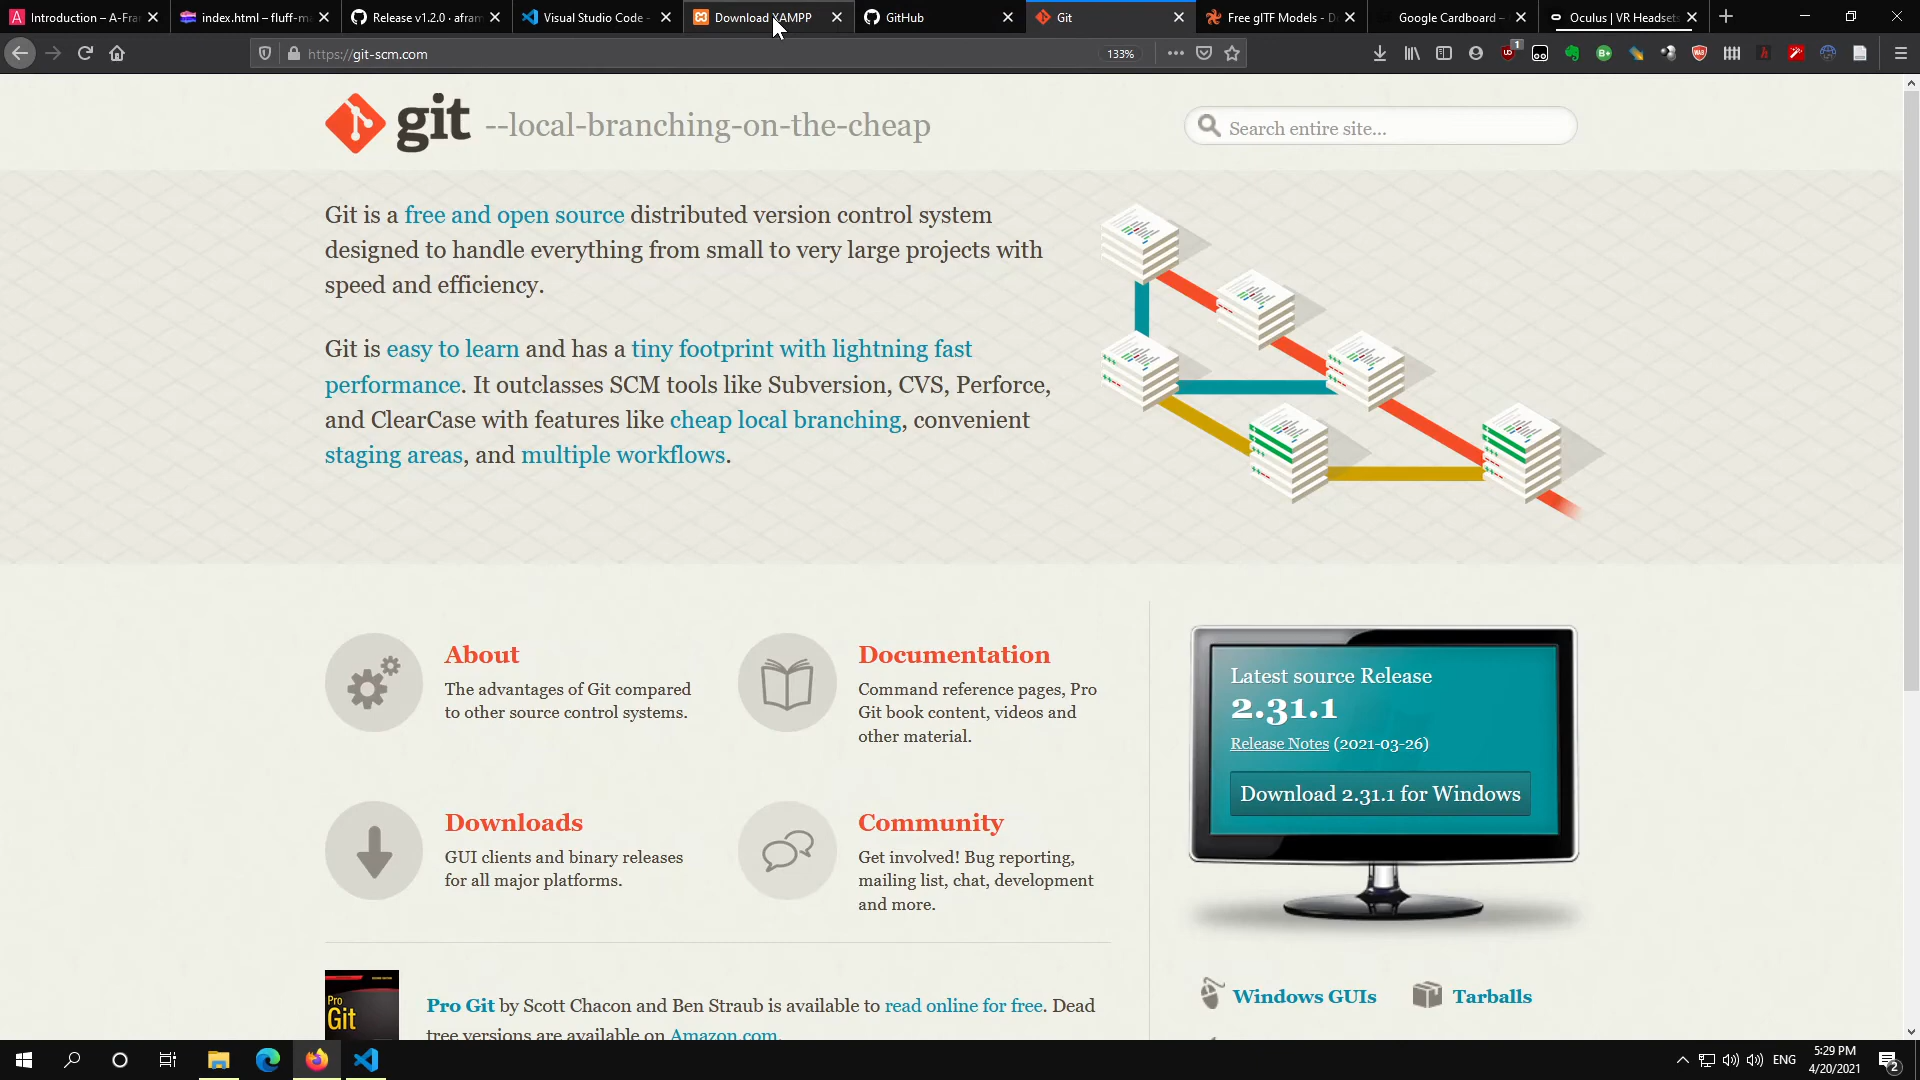 Introduction – A-Fra
index.html – fluff-m
Release v1.2.0 · afram
Visual Studio Code -
Download XAMPP
GitHub
Git
Free glTF Models - D
Google Cardboard –
Oculus | VR Headsets
https://git-scm.com
133%
1
git --local-branching-on-the-cheap
Search entire site...
Git is a free and open source distributed version control system
designed to handle everything from small to very large projects with
speed and efficiency.
Git is easy to learn and has a tiny footprint with lightning fast
performance. It outclasses SCM tools like Subversion, CVS, Perforce,
and ClearCase with features like cheap local branching, convenient
staging areas, and multiple workflows.
About
The advantages of Git compared
to other source control systems.
Documentation
Command reference pages, Pro
Git book content, videos and
other material.
Downloads
GUI clients and binary releases
for all major platforms.
Community
Get involved! Bug reporting,
mailing list, chat, development
and more.
Latest source Release
2.31.1
Release Notes (2021-03-26)
Download 2.31.1 for Windows
Windows GUIs
Tarballs
Pro
Git
Pro Git by Scott Chacon and Ben Straub is available to read online for free. Dead
tree versions are available on Amazon.com.
ENG
5:29 PM
4/20/2021
2